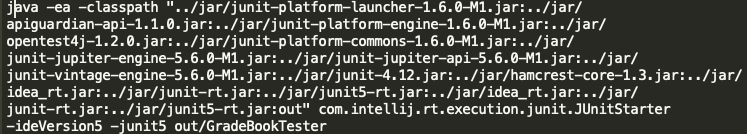 java -ea -classpath "../jar/junit-platform-launcher-1.6.0-M1.jar:../jar/
apiguardian-api-1.1.0.jar:../jar/junit-platform-engine-1.6.0-M1.jar:../jar/
opentest4j-1.2.0.jar:../jar/junit-platform-commons-1.6.0-M1.jar:../jar/
junit-jupiter-engine-5.6.0-M1.jar:../jar/junit-jupiter-api-5.6.0-M1.jar:../jar/
junit-vintage-engine-5.6.0-M1.jar:../jar/junit-4.12.jar:../jar/hamcrest-core-1.3.jar:../jar/
idea_rt.jar:../jar/junit-rt.jar:../jar/junit5-rt.jar:../jar/idea_rt.jar:../jar/
junit-rt.jar:../jar/junit5-rt.jar:out" com.intellij.rt.execution.junit.JUnitStarter
-ideVersion5 -junit5 out/GradeBookTester